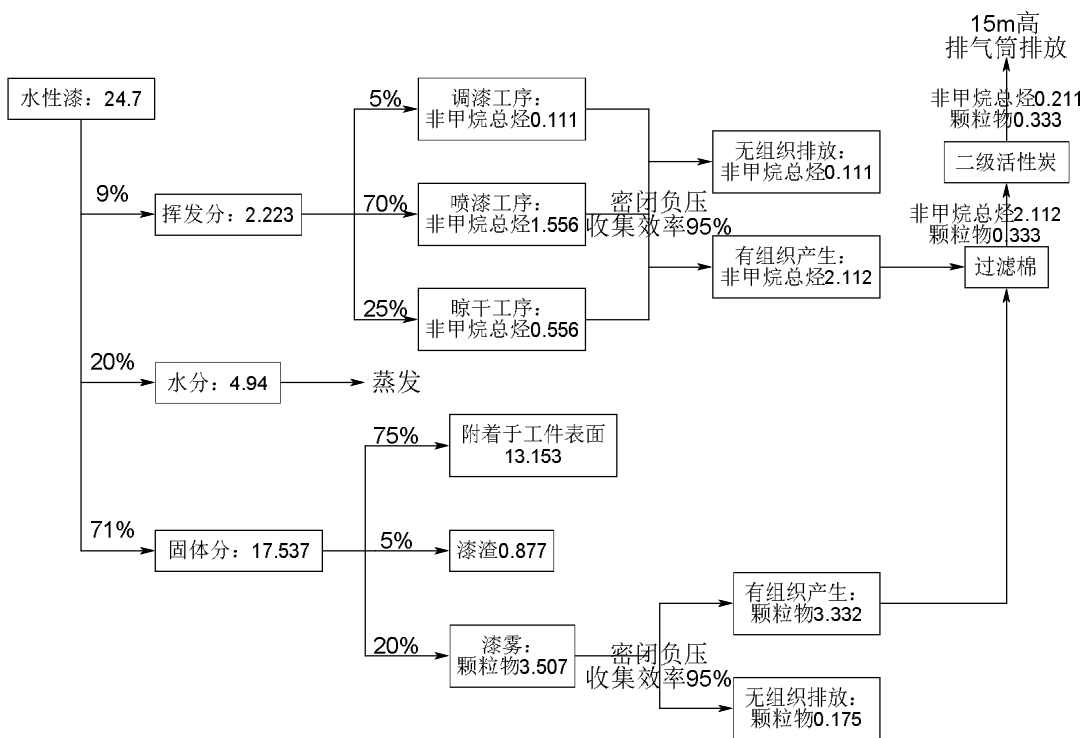 15m高
排气筒排放
水性漆：24.7
5%
调漆工序：
非甲烷总烃0.111
非甲烷总烃0.211
颗粒物0.333
无组织排放：
非甲烷总烃0.111
二级活性炭
9%
挥发分：2.223
70%
喷漆工序：
非甲烷总烃1.556
密闭负压
收集效率95%
非甲烷总烃2.112
颗粒物0.333
有组织产生：
非甲烷总烃2.112
过滤棉
25%
晾干工序：
非甲烷总烃0.556
20%
水分：4.94
蒸发
75%
附着于工件表面
13.153
71%
固体分：17.537
5%
漆渣0.877
20%
漆雾：
颗粒物3.507
密闭负压
收集效率95%
有组织产生：
颗粒物3.332
无组织排放：
颗粒物0.175